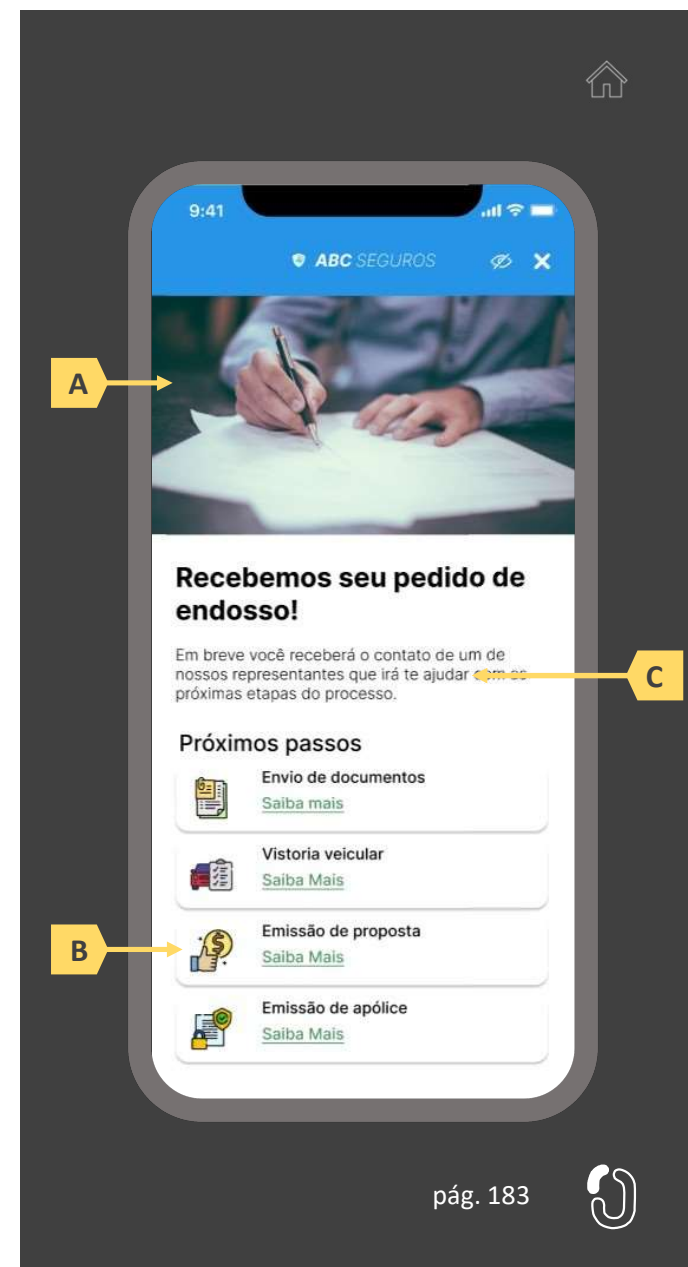 9:41
ABC SEGUROS
A
Recebemos seu pedido de
endosso!
Em breve você receberá o contato de um de
nossos representantes que irá te ajudar com as
próximas etapas do processo.
C
Próximos passos
Envio de documentos
Saiba mais
Vistoria veicular
Saiba Mais
B
Emissão de proposta
Saiba Mais
Emissão de apólice
Saiba Mais
pág. 183